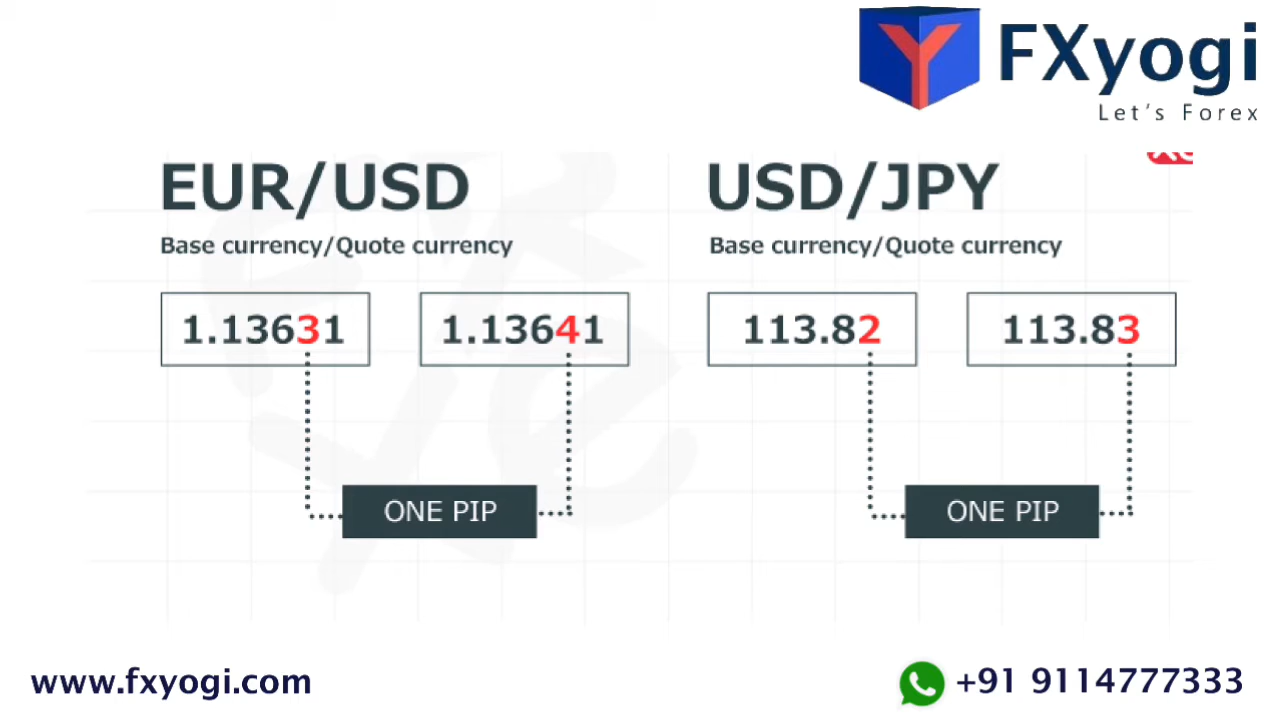 FXyogi
Let's Forex
EUR/USD
Base currency/Quote currency
1.13631
1.13641
ONE PIP
USD/JPY
Base currency/Quote currency
113.82
113.83
ONE PIP
www.fxyogi.com
+91 9114777333